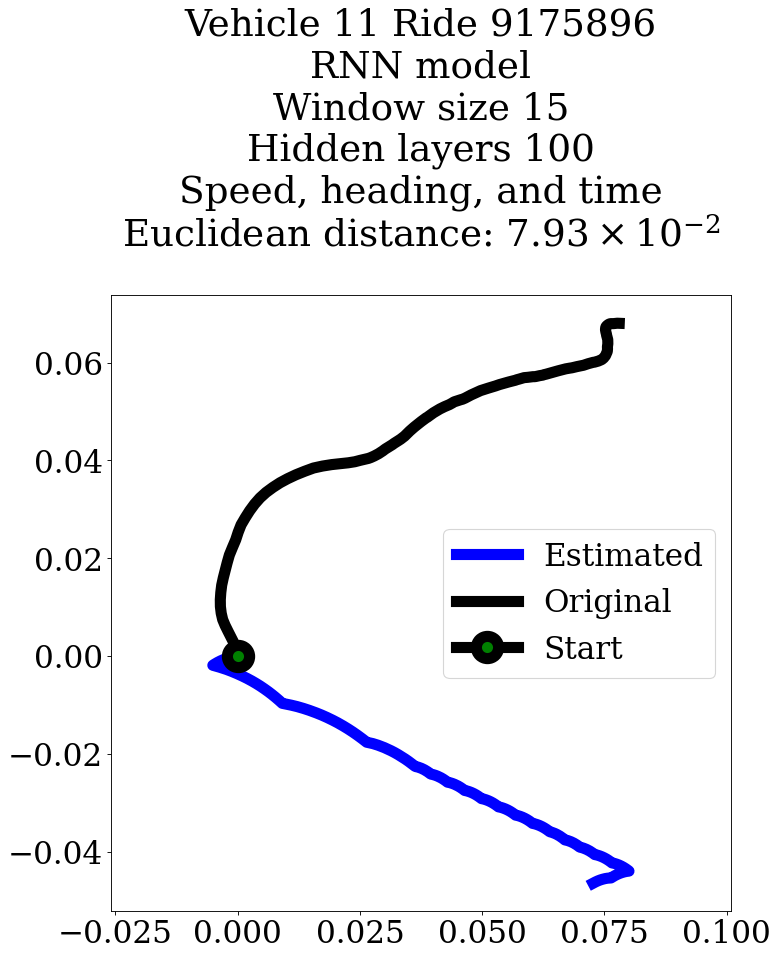 Vehicle 11 Ride 9175896
RNN model
Window size 15
Hidden layers 100
Speed, heading, and time
Euclidean distance: 7.93 × 10⁻²
0.06
0.04
0.02
0.00
−0.02
−0.04
Estimated
Original
Start
−0.025 0.000 0.025 0.050 0.075 0.100